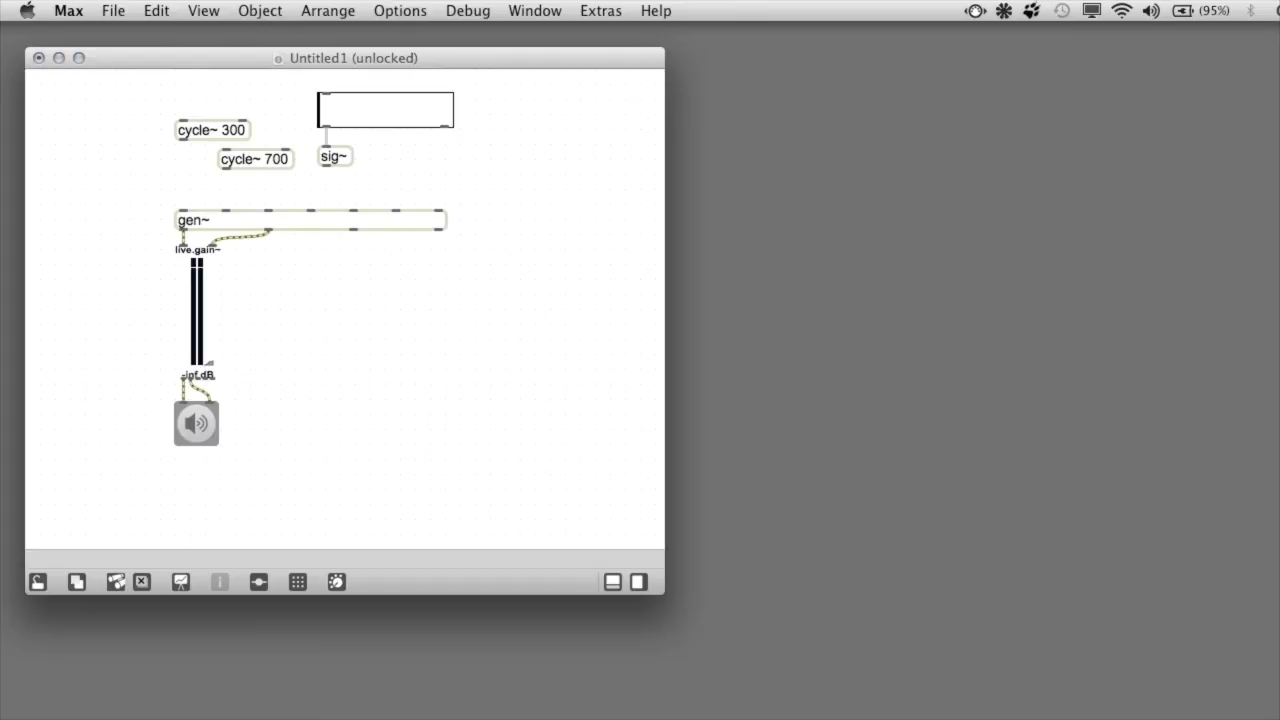 Max File Edit View Object Arrange Options Debug Window Extras Help (95%)
Untitled1 (unlocked)
cycle~ 300
cycle~ 700
sig~
gen~
live.gain~
-inf dB